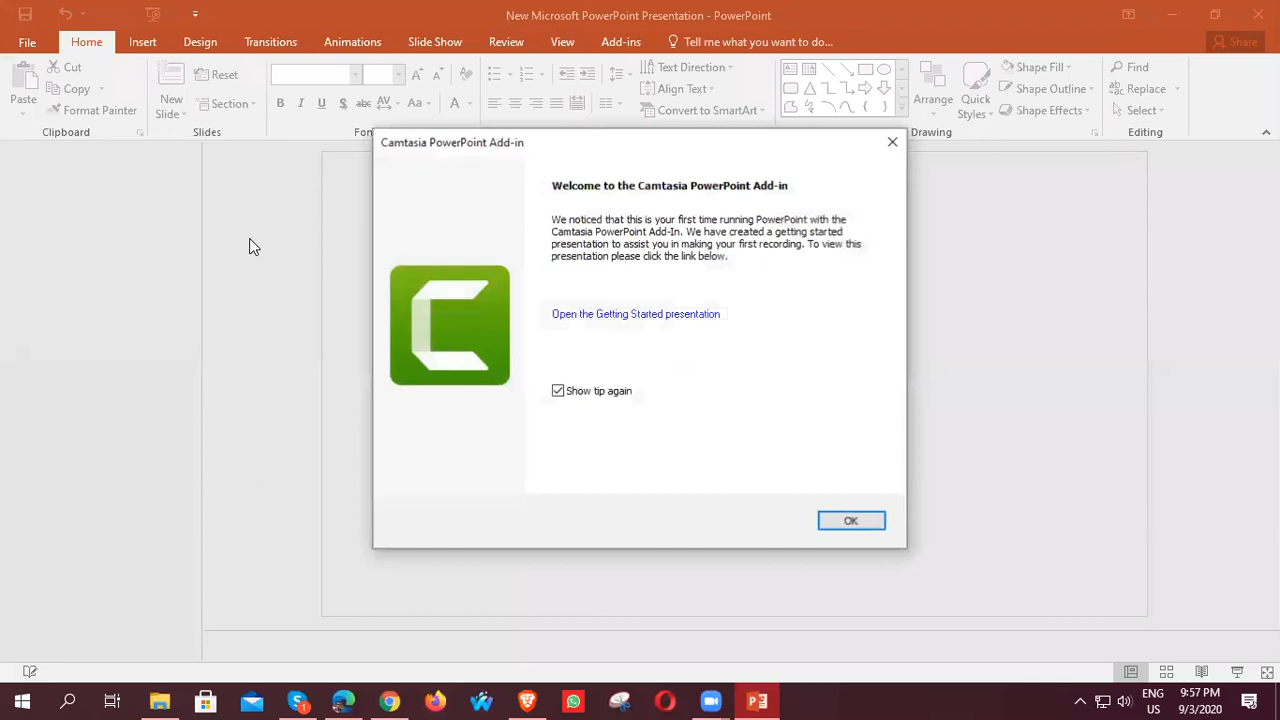 New Microsoft PowerPoint Presentation - PowerPoint
File Home Insert Design Transitions Animations Slide Show Review View Add-ins Tell me what you want to do... Share
Cut
Copy
Format Painter
Paste
Clipboard
New
Slide
Reset
Section
Slides
B I U S abc AV Aa A
Fon
Text Direction
Align Text
Convert to SmartArt
Arrange
Quick
Styles
Shape Fill
Shape Outline
Shape Effects
Drawing
Find
Replace
Select
Editing
Camtasia PowerPoint Add-in
Welcome to the Camtasia PowerPoint Add-in
We noticed that this is your first time running PowerPoint with the
Camtasia PowerPoint Add-In. We have created a getting started
presentation to assist you in making your first recording. To view this
presentation please click the link below.
Open the Getting Started presentation
Show tip again
OK
ENG
US
9:57 PM
9/3/2020